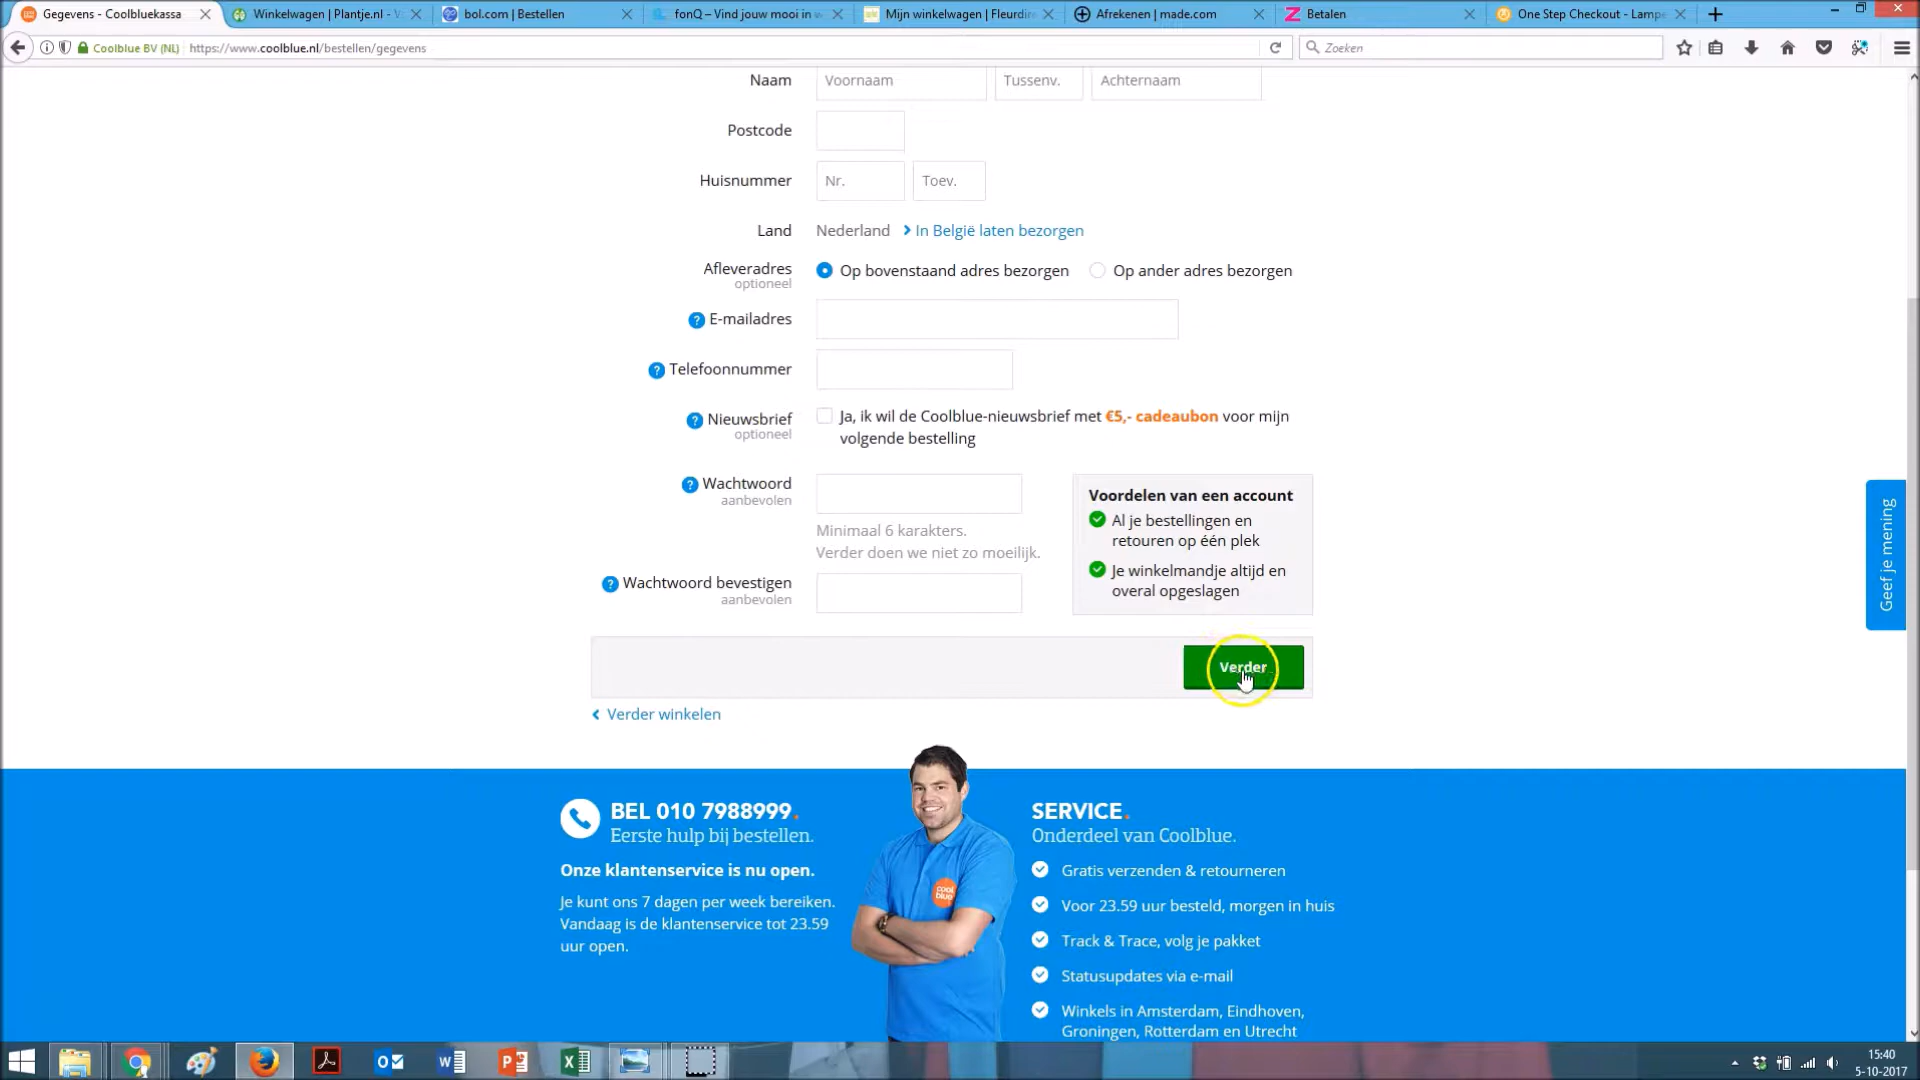 Gegevens - Coolbluekassa
Winkelwagen | Plantje.nl - V
bol.com | Bestellen
fonQ – Vind jouw mooi in
Mijn winkelwagen | Fleurdir
Afrekenen | made.com
Betalen
One Step Checkout - Lampe
Coolblue BV (NL)
https://www.coolblue.nl/bestellen/gegevens
Zoeken
Naam
Voornaam
Tussenv.
Achternaam
Postcode
Huisnummer
Nr.
Toev.
Land
Nederland
In België laten bezorgen
Afleveradres
optioneel
Op bovenstaand adres bezorgen
Op ander adres bezorgen
? E-mailadres
? Telefoonnummer
? Nieuwsbrief
optioneel
Ja, ik wil de Coolblue-nieuwsbrief met €5,- cadeaubon voor mijn
volgende bestelling
? Wachtwoord
aanbevolen
Minimaal 6 karakters.
Verder doen we niet zo moeilijk.
? Wachtwoord bevestigen
aanbevolen
Voordelen van een account
Al je bestellingen en
retouren op één plek
Je winkelmandje altijd en
overal opgeslagen
Geef je mening
Verder
Verder winkelen
BEL 010 7988999.
Eerste hulp bij bestellen.
Onze klantenservice is nu open.
Je kunt ons 7 dagen per week bereiken.
Vandaag is de klantenservice tot 23.59
uur open.
cool
blue
SERVICE.
Onderdeel van Coolblue.
Gratis verzenden & retourneren
Voor 23.59 uur besteld, morgen in huis
Track & Trace, volg je pakket
Statusupdates via e-mail
Winkels in Amsterdam, Eindhoven,
Groningen, Rotterdam en Utrecht
15:40
5-10-2017